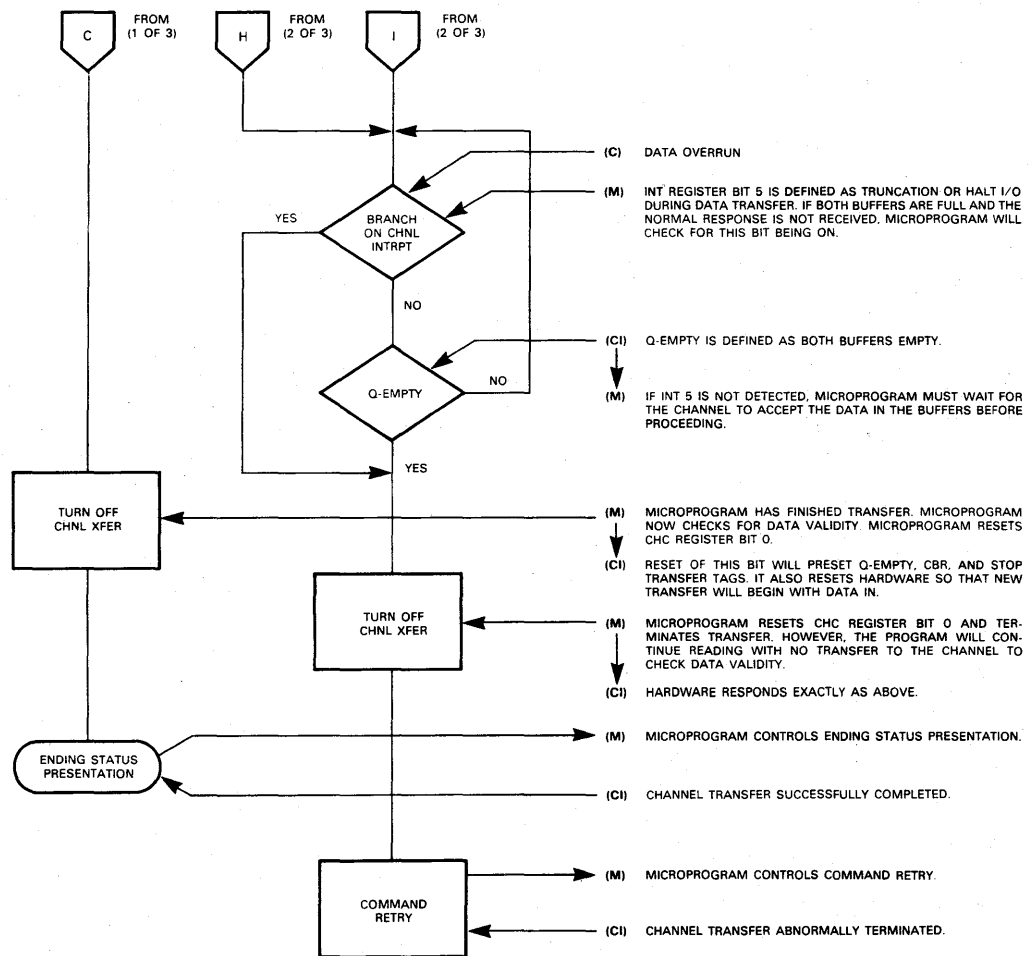 C
FROM
(1 OF 3)
H
FROM
(2 OF 3)
I
FROM
(2 OF 3)
(C) DATA OVERRUN
(M) INT REGISTER BIT 5 IS DEFINED AS TRUNCATION OR HALT I/O
DURING DATA TRANSFER. IF BOTH BUFFERS ARE FULL AND THE
NORMAL RESPONSE IS NOT RECEIVED, MICROPROGRAM WILL
CHECK FOR THIS BIT BEING ON.
YES
BRANCH
ON CHNL
INTRPT
NO
(CI) Q-EMPTY IS DEFINED AS BOTH BUFFERS EMPTY.
Q-EMPTY
NO
(M) IF INT 5 IS NOT DETECTED, MICROPROGRAM MUST WAIT FOR
THE CHANNEL TO ACCEPT THE DATA IN THE BUFFERS BEFORE
PROCEEDING.
YES
TURN OFF
CHNL XFER
(M) MICROPROGRAM HAS FINISHED TRANSFER. MICROPROGRAM
NOW CHECKS FOR DATA VALIDITY. MICROPROGRAM RESETS
CHC REGISTER BIT 0.
(CI) RESET OF THIS BIT WILL PRESET Q-EMPTY, CBR, AND STOP
TRANSFER TAGS. IT ALSO RESETS HARDWARE SO THAT NEW
TRANSFER WILL BEGIN WITH DATA IN.
TURN OFF
CHNL XFER
(M) MICROPROGRAM RESETS CHC REGISTER BIT 0 AND TER-
MINATES TRANSFER. HOWEVER, THE PROGRAM WILL CON-
TINUE READING WITH NO TRANSFER TO THE CHANNEL TO
CHECK DATA VALIDITY.
(CI) HARDWARE RESPONDS EXACTLY AS ABOVE.
ENDING STATUS
PRESENTATION
(M) MICROPROGRAM CONTROLS ENDING STATUS PRESENTATION.
(CI) CHANNEL TRANSFER SUCCESSFULLY COMPLETED.
COMMAND
RETRY
(M) MICROPROGRAM CONTROLS COMMAND RETRY.
(CI) CHANNEL TRANSFER ABNORMALLY TERMINATED.